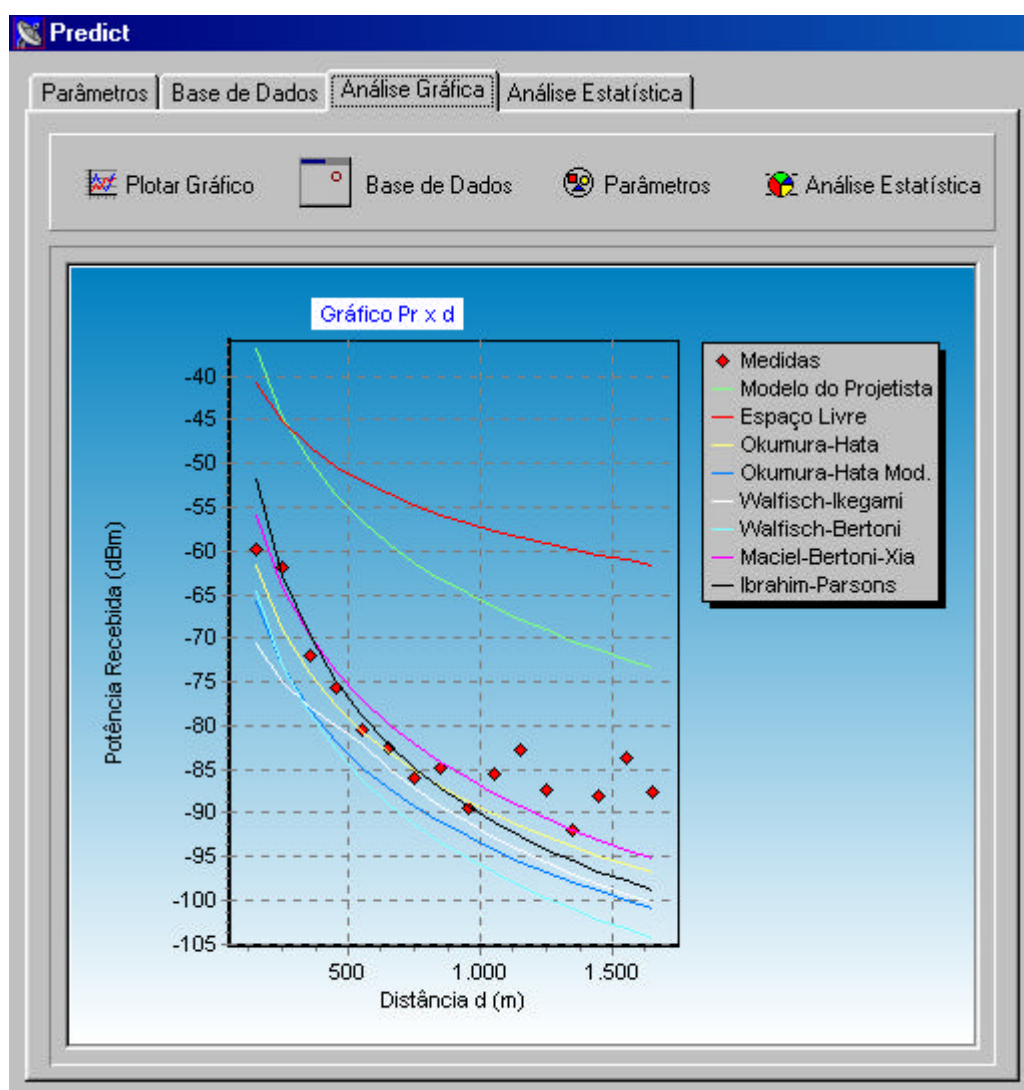 Predict
Parâmetros Base de Dados Análise Gráfica Análise Estatística
Plotar Gráfico Base de Dados Parâmetros Análise Estatística
Gráfico Pr x d
-40
-45
-50
-55
-60
-65
-70
-75
-80
-85
-90
-95
-100
-105
Potência Recebida (dBm)
500 1.000 1.500
Distância d (m)
Medidas
Modelo do Projetista
Espaço Livre
Okumura-Hata
Okumura-Hata Mod.
Walfisch-Ikegami
Walfisch-Bertoni
Maciel-Bertoni-Xia
Ibrahim-Parsons